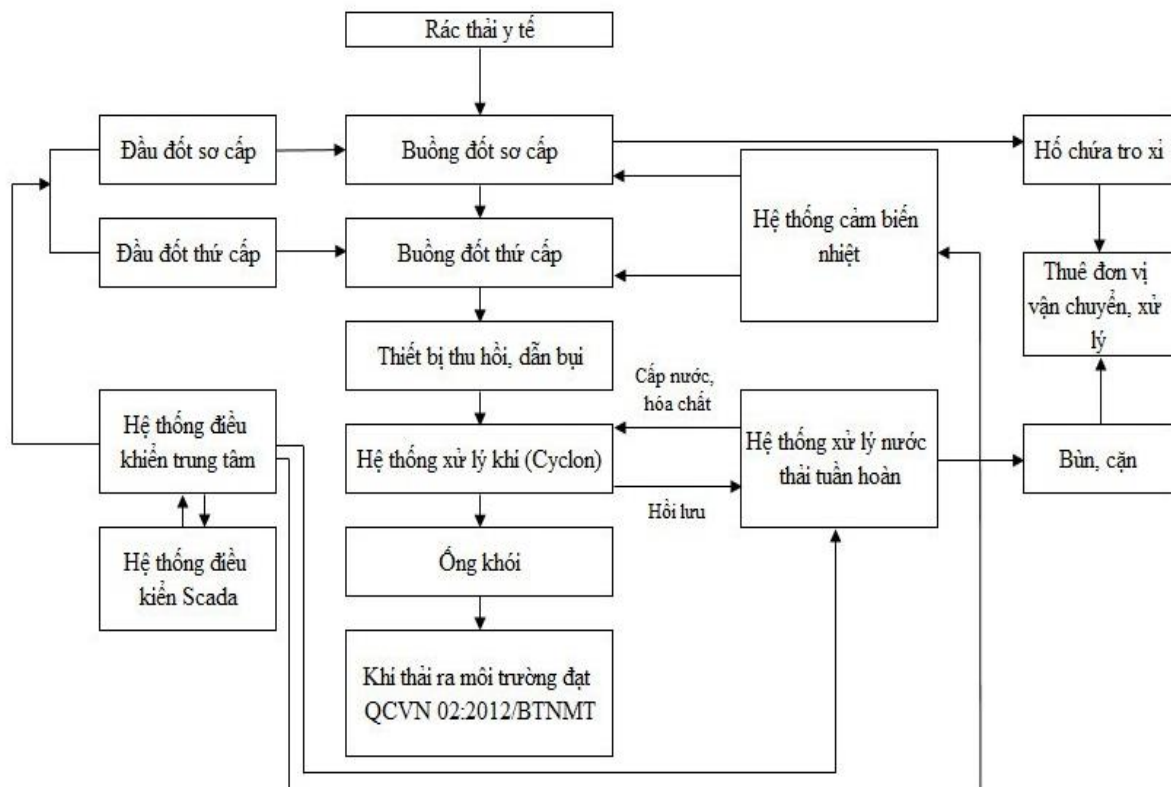 Rác thải y tế
Đầu đốt sơ cấp
Buồng đốt sơ cấp
Hố chứa tro xỉ
Hệ thống cảm biến
nhiệt
Đầu đốt thứ cấp
Buồng đốt thứ cấp
Thuê đơn vị
vận chuyển, xử
lý
Thiết bị thu hồi, dẫn bụi
Cấp nước,
hóa chất
Hệ thống điều
khiển trung tâm
Hệ thống xử lý khí (Cyclon)
Hệ thống xử lý nước
thải tuần hoàn
Bùn, cặn
Hồi lưu
Hệ thống điều
kiển Scada
Ống khói
Khí thải ra môi trường đạt
QCVN 02:2012/BTNMT